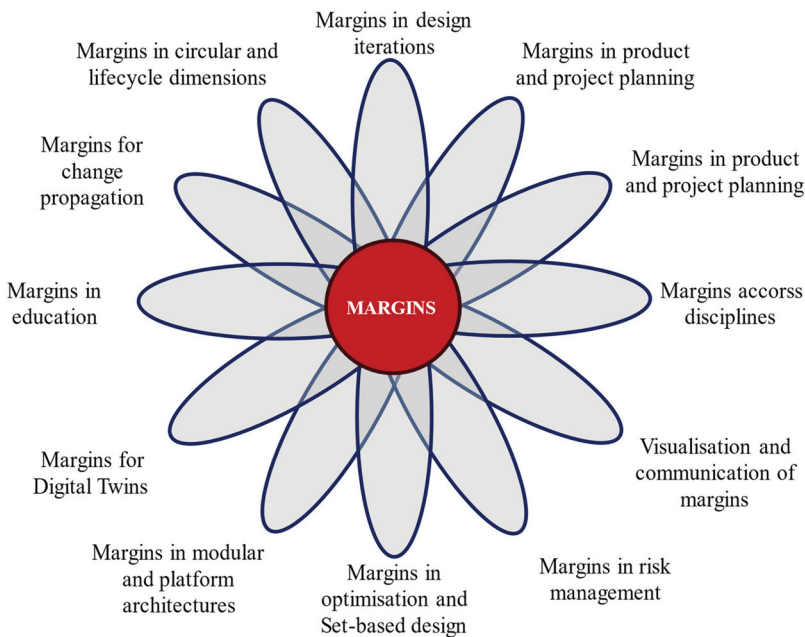 Margins in design
iterations
Margins in product
and project planning
Margins in product
and project planning
Margins accorss
disciplines
Visualisation and
communication of
margins
Margins in risk
management
Margins in
optimisation and
Set-based design
Margins in modular
and platform
architectures
Margins for
Digital Twins
Margins in
education
Margins for
change
propagation
Margins in circular and
lifecycle dimensions
MARGINS